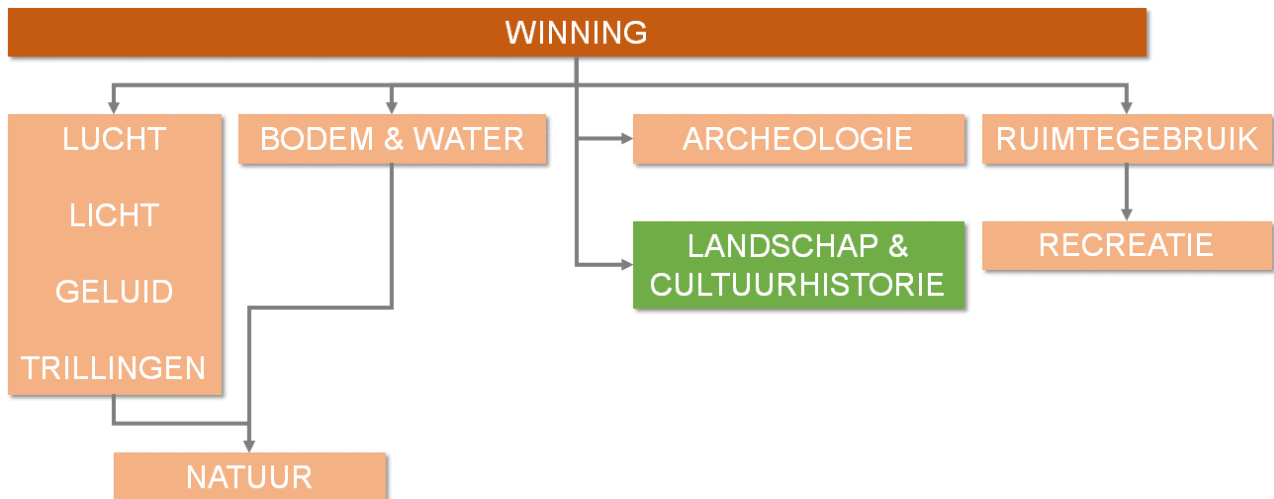 WINNING
LUCHT
LICHT
GELUID
TRILLINGEN
BODEM & WATER
ARCHEOLOGIE
RUIMTEGEBRUIK
LANDSCHAP &
CULTUURHISTORIE
RECREATIE
NATUUR